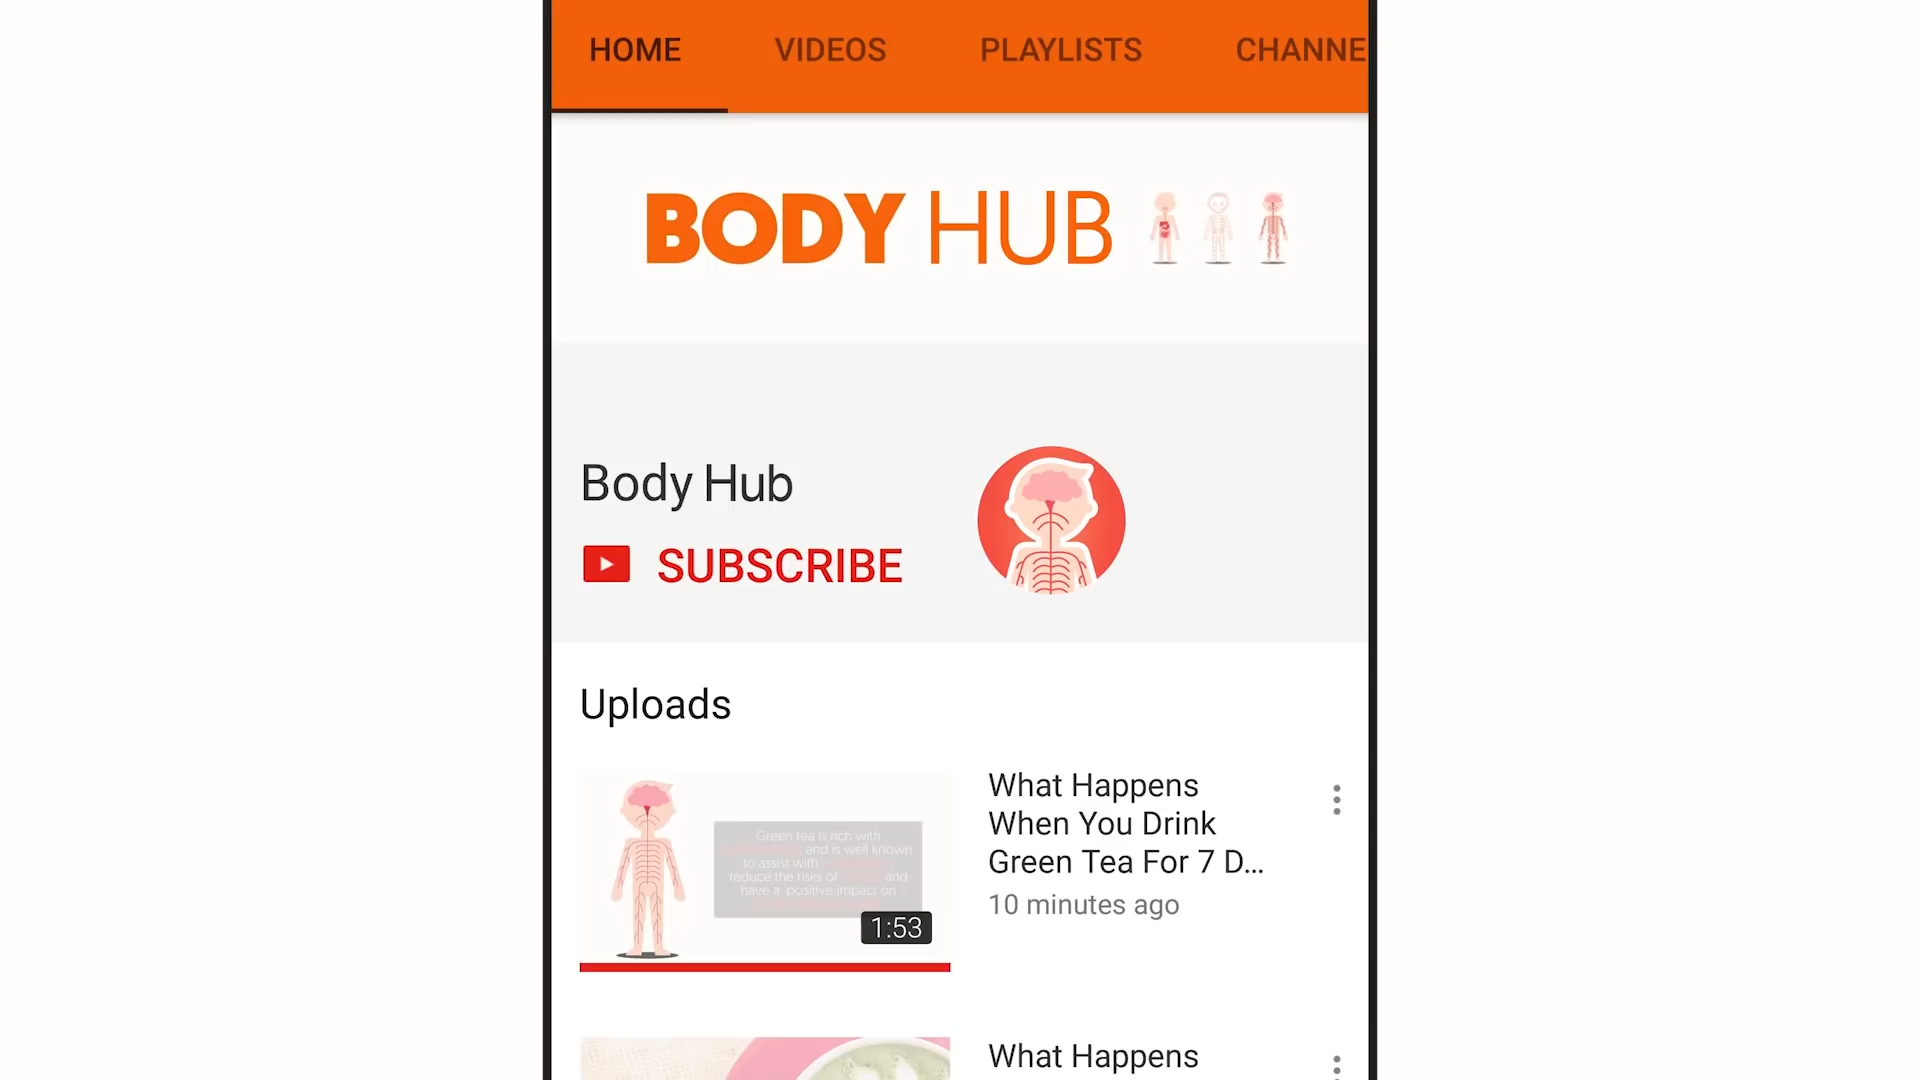 HOME VIDEOS PLAYLISTS CHANNE
BODY HUB
Body Hub
SUBSCRIBE
Uploads
What Happens
When You Drink
Green Tea For 7 D...
10 minutes ago
Green tea is rich with
, and is well known
to assist with
reduce the risks of and
have a positive impact on
1:53
What Happens